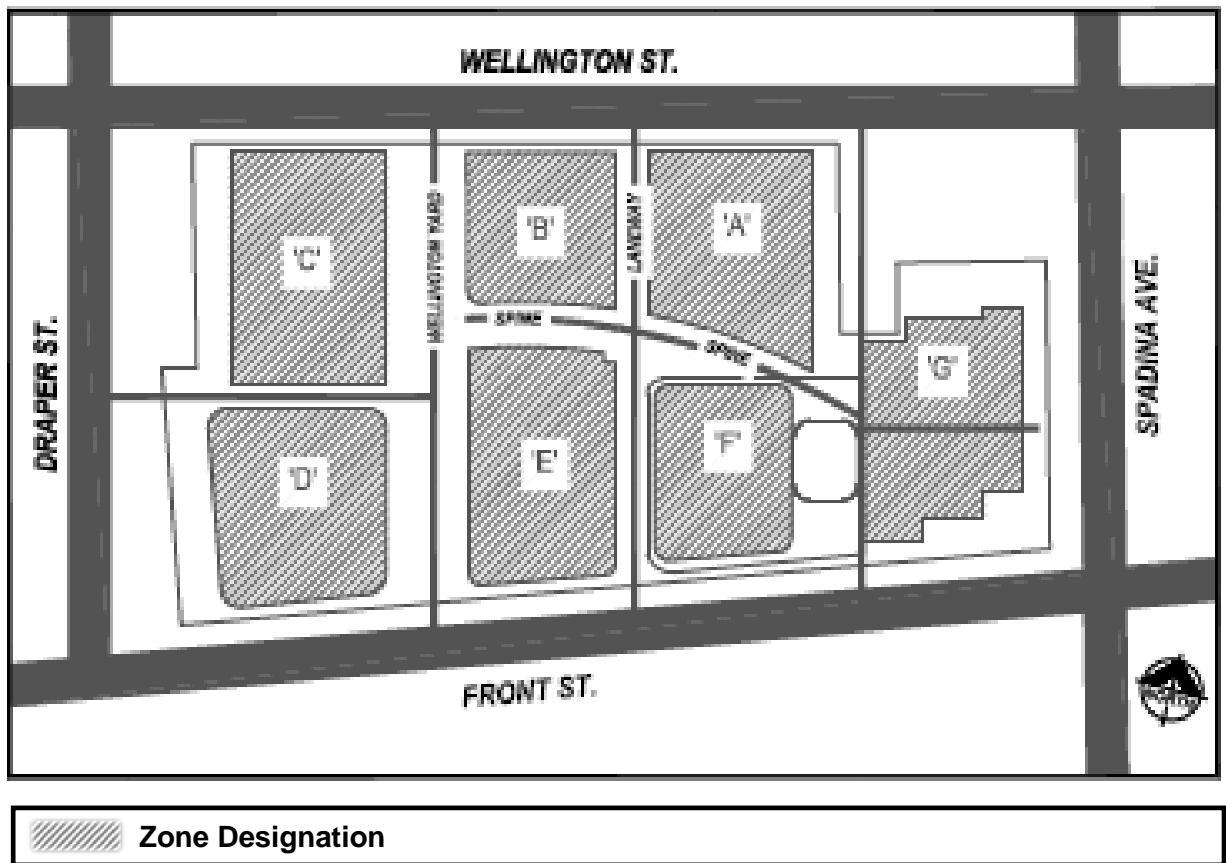 WELLINGTON ST.
'C'
WELLINGTON YARD
'B'
LANEWAY
'A'
SPINE
SPINE
'G'
DRAPER ST.
SPADINA AVE.
'D'
'E'
'F'
FRONT ST.
Zone Designation